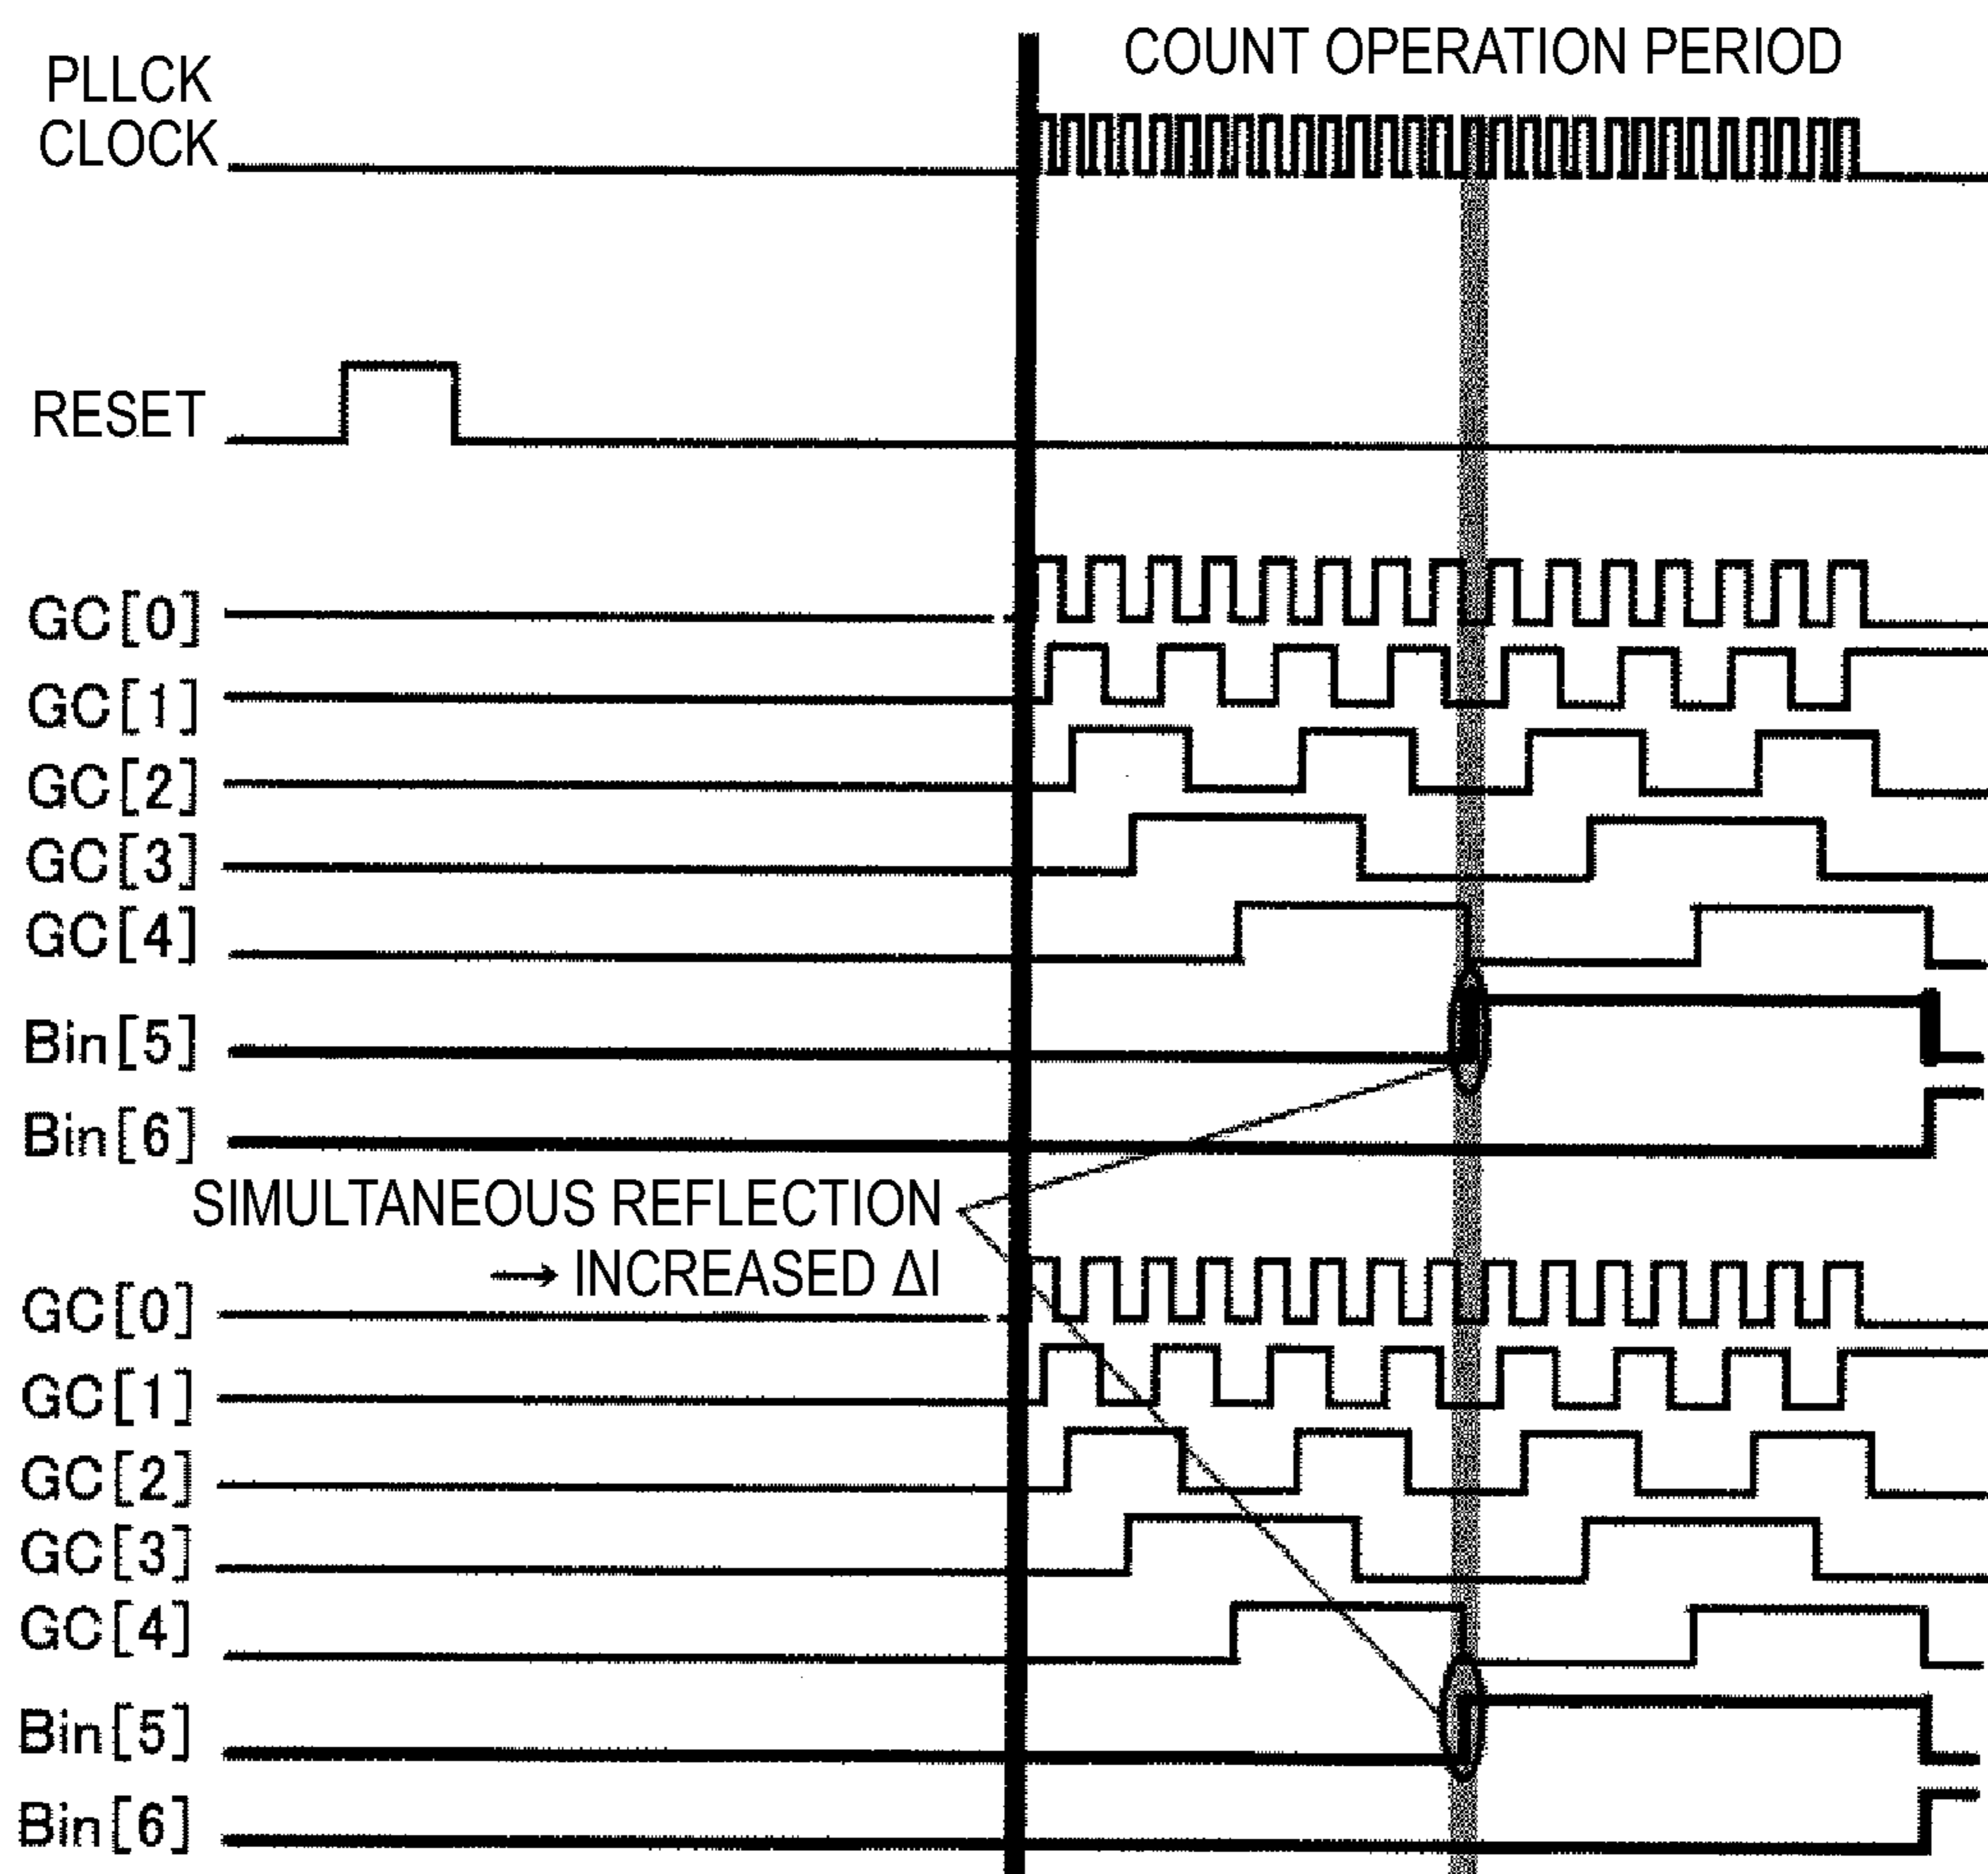 COUNT OPERATION PERIOD
PLLCK
CLOCK
RESET
GC[0]
GC[1]
GC[2]
GC[3]
GC[4]
Bin[5]
Bin[6]
SIMULTANEOUS REFLECTION
→ INCREASED ΔI
GC[0]
GC[1]
GC[2]
GC[3]
GC[4]
Bin[5]
Bin[6]